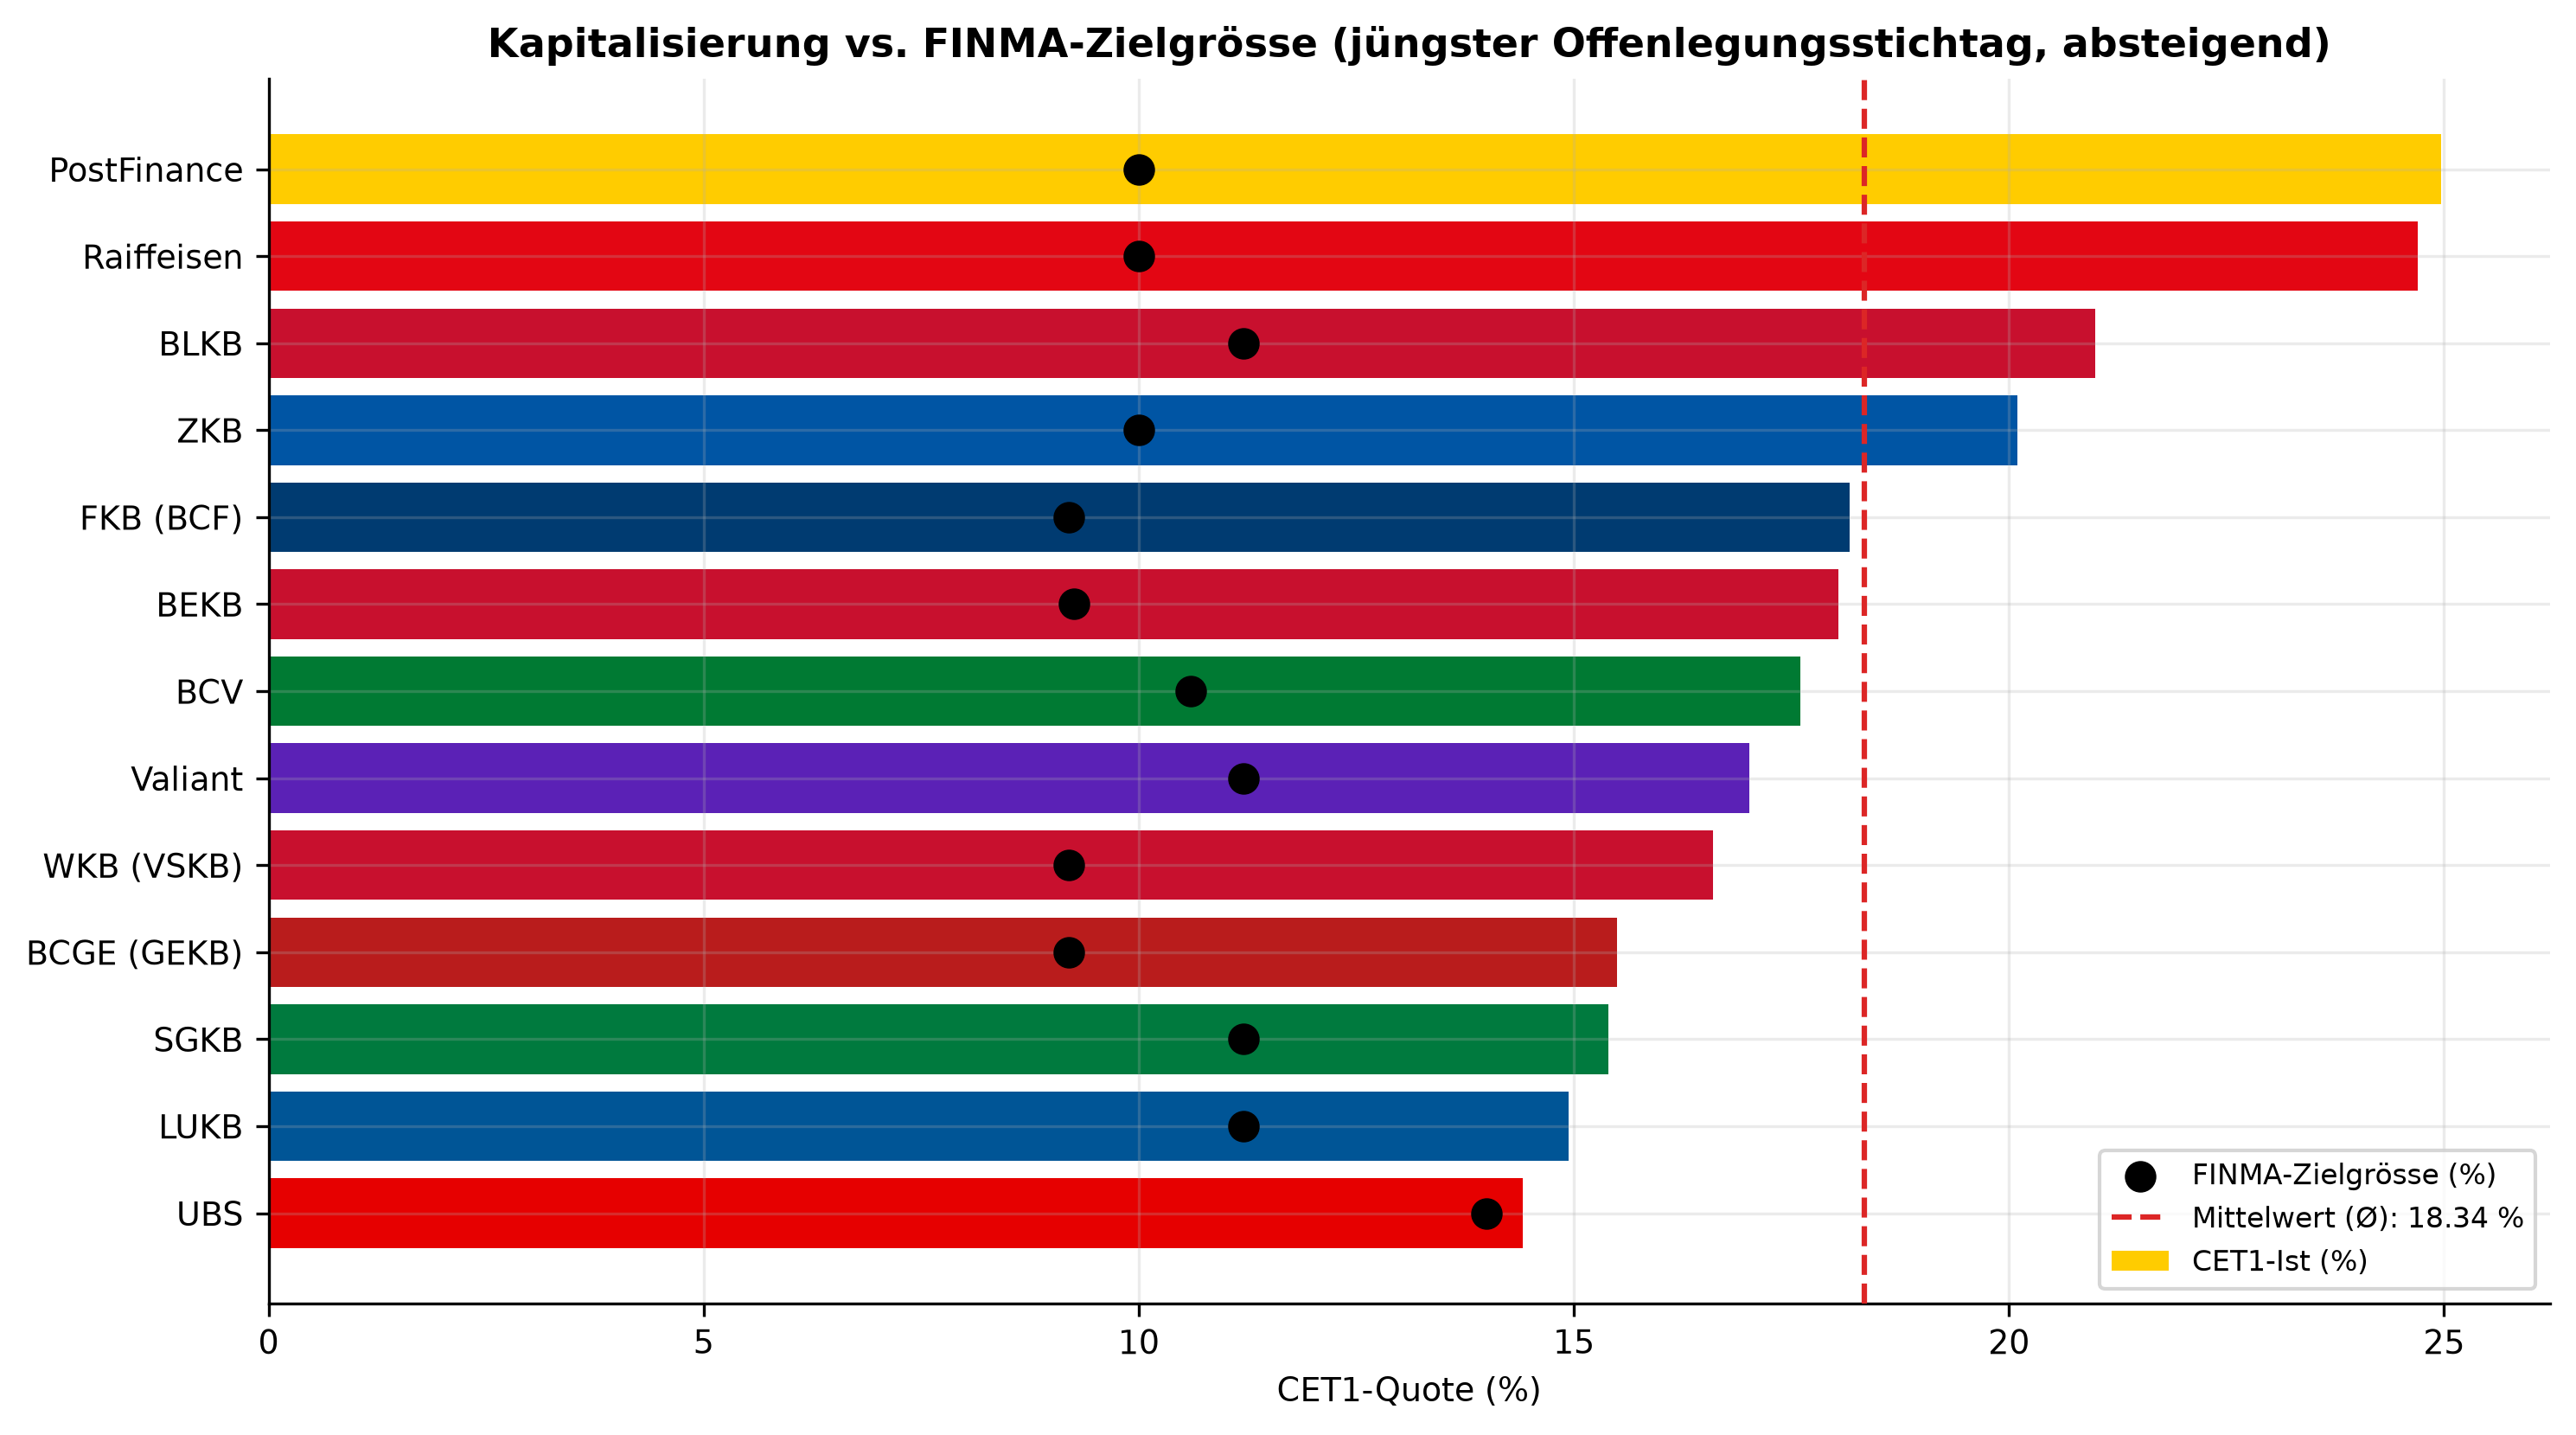 Kapitalisierung vs. FINMA-Zielgrösse (jüngster Offenlegungsstichtag, absteigend)
PostFinance
Raiffeisen
BLKB
ZKB
FKB (BCF)
BEKB
BCV
Valiant
WKB (VSKB)
BCGE (GEKB)
SGKB
LUKB
UBS
FINMA-Zielgrösse (%)
Mittelwert (Ø): 18.34 %
CET1-Ist (%)
0 5 10 15 20 25
CET1-Quote (%)